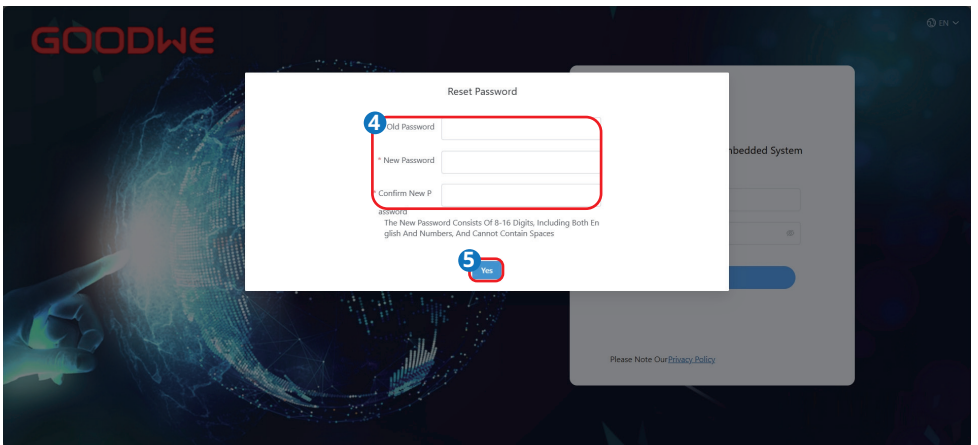 GOODWE
EN
Reset Password
4
Old Password
* New Password
* Confirm New P
assword
The New Password Consists Of 8-16 Digits, Including Both En
glish And Numbers, And Cannot Contain Spaces
5
Yes
bedded System
Please Note Our Privacy Policy